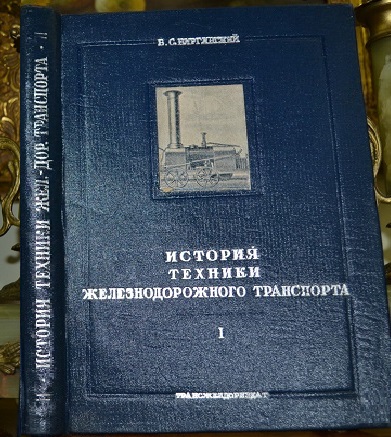 В. С. ВИРГИНСКИЙ
ИСТОРИЯ
ТЕХНИКИ
ЖЕЛЕЗНОДОРОЖНОГО ТРАНСПОРТА
I
ТРАНСЖЕЛДОРИЗДАТ
ИСТОРИЯ ТЕХНИКИ ЖЕЛ.-ДОР. ТРАНСПОРТА